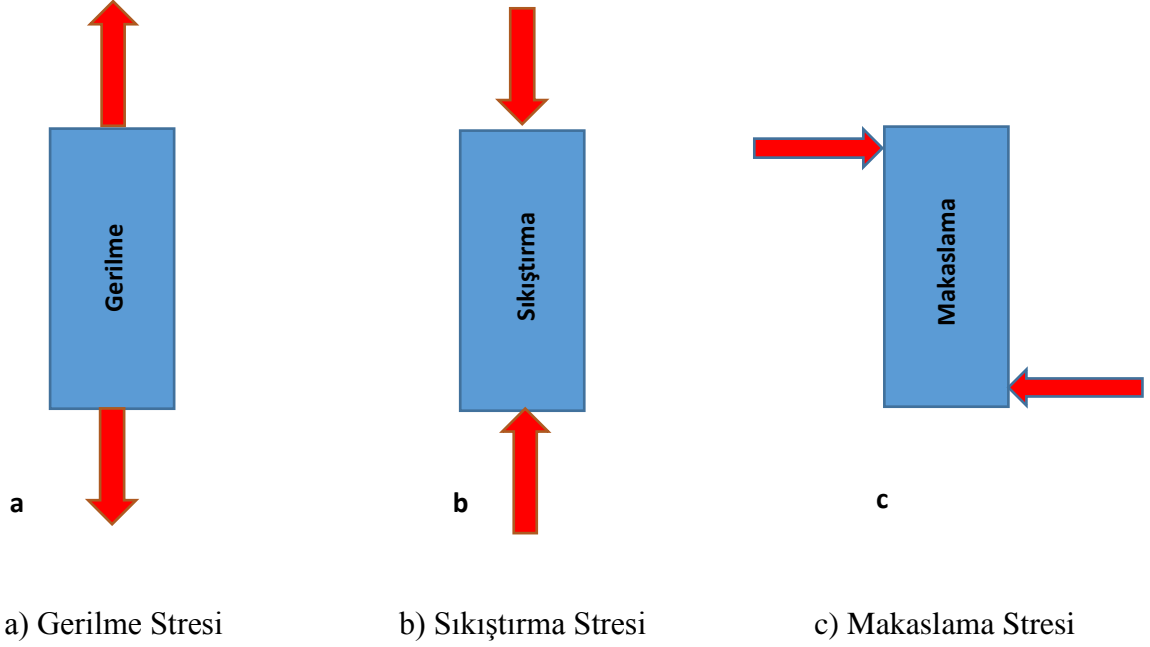 Gerilme
Sıkıştırma
Makaslama
a
b
c
a) Gerilme Stresi
b) Sıkıştırma Stresi
c) Makaslama Stresi